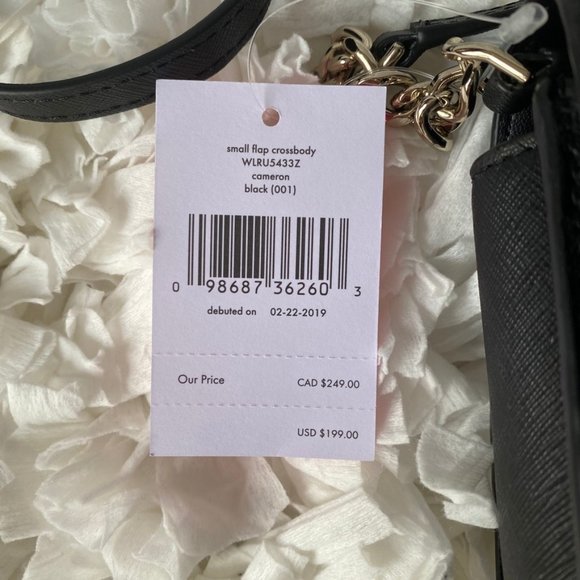 small flap crossbody
WLRU5433Z
cameron
black (001)
0 98687 36260 3
debuted on 02-22-2019
Our Price CAD $249.00
USD $199.00